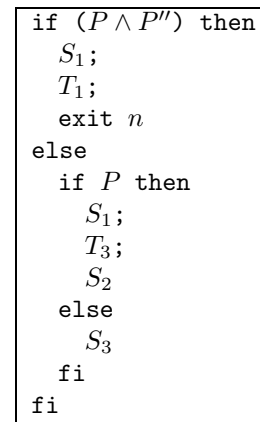 if (P ∧ P′′) then
S₁;
T₁;
exit n
else
if P then
S₁;
T₃;
S₂
else
S₃
fi
fi